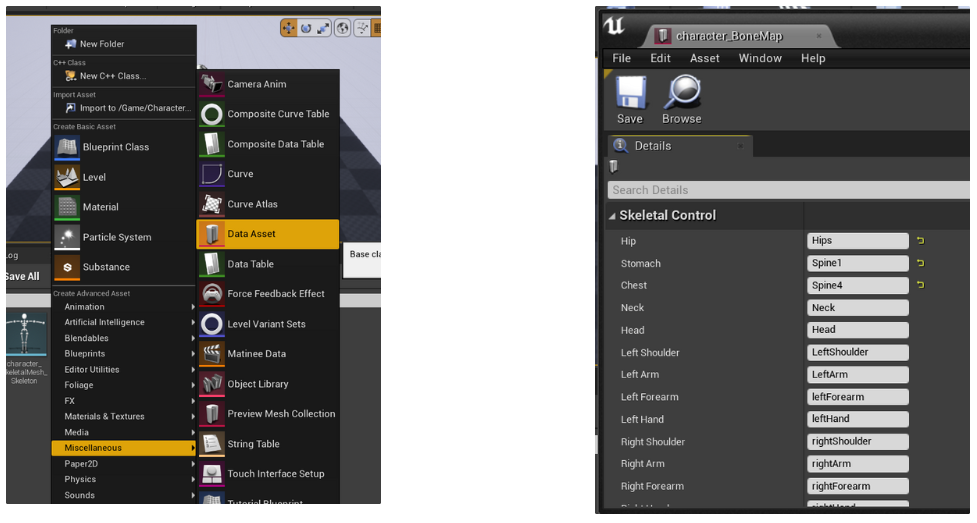 Folder
New Folder
C++ Class
New C++ Class...
Import Asset
Import to /Game/Character...
Create Basic Asset
Blueprint Class
Level
Material
Particle System
Substance
Create Advanced Asset
Animation
Artificial Intelligence
Blendables
Blueprints
Editor Utilities
Foliage
FX
Materials & Textures
Media
Miscellaneous
Paper2D
Physics
Sounds
Camera Anim
Composite Curve Table
Composite Data Table
Curve
Curve Atlas
Data Asset
Data Table
Force Feedback Effect
Level Variant Sets
Matinee Data
Object Library
Preview Mesh Collection
String Table
Touch Interface Setup
Tutorial Blueprint
Base cla
Log
Save All
character_
keletalMesh_
Skeleton
character_BoneMap
File Edit Asset Window Help
Save Browse
Details
Search Details
Skeletal Control
Hip Hips
Stomach Spine1
Chest Spine4
Neck Neck
Head Head
Left Shoulder LeftShoulder
Left Arm LeftArm
Left Forearm leftForearm
Left Hand leftHand
Right Shoulder rightShoulder
Right Arm rightArm
Right Forearm rightForearm